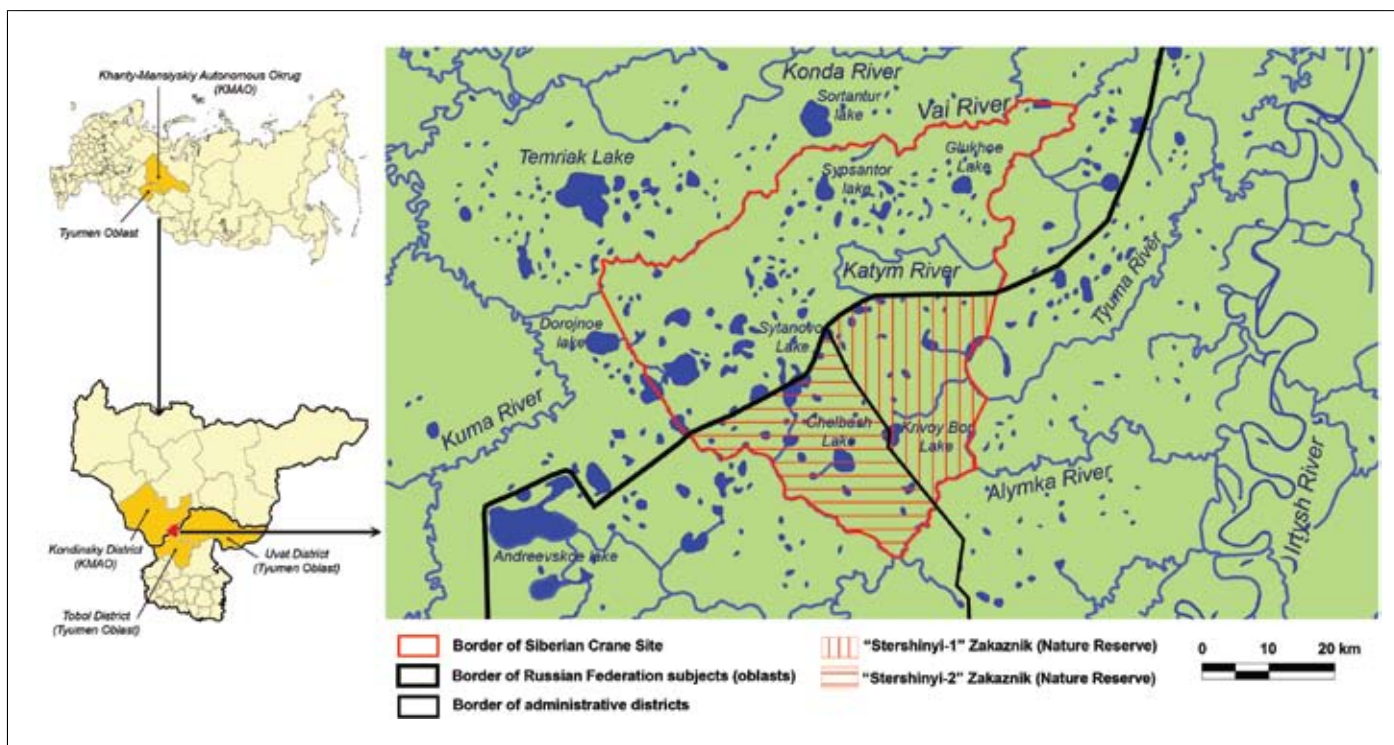 Khanty-Mansiyskiy Autonomous Okrug
(KMAO)
Tyumen Oblast
Kondinsky District
(KMAO)
Uvat District
(Tyumen Oblast)
Tobol District
(Tyumen Oblast)
Konda River
Sortantur
lake
Vai River
Temriak Lake
Sypsantor
lake
Glukhoe
Lake
Katym River
Tyuma River
Dorojnoe
lake
Sytanovo
Lake
Kuma River
Chelbash
Lake
Krivoy Bor
Lake
Alymka River
Irtysh River
Andreevskoe lake
Border of Siberian Crane Site
Border of Russian Federation subjects (oblasts)
Border of administrative districts
"Stershinyi-1" Zakaznik (Nature Reserve)
"Stershinyi-2" Zakaznik (Nature Reserve)
0 10 20 km